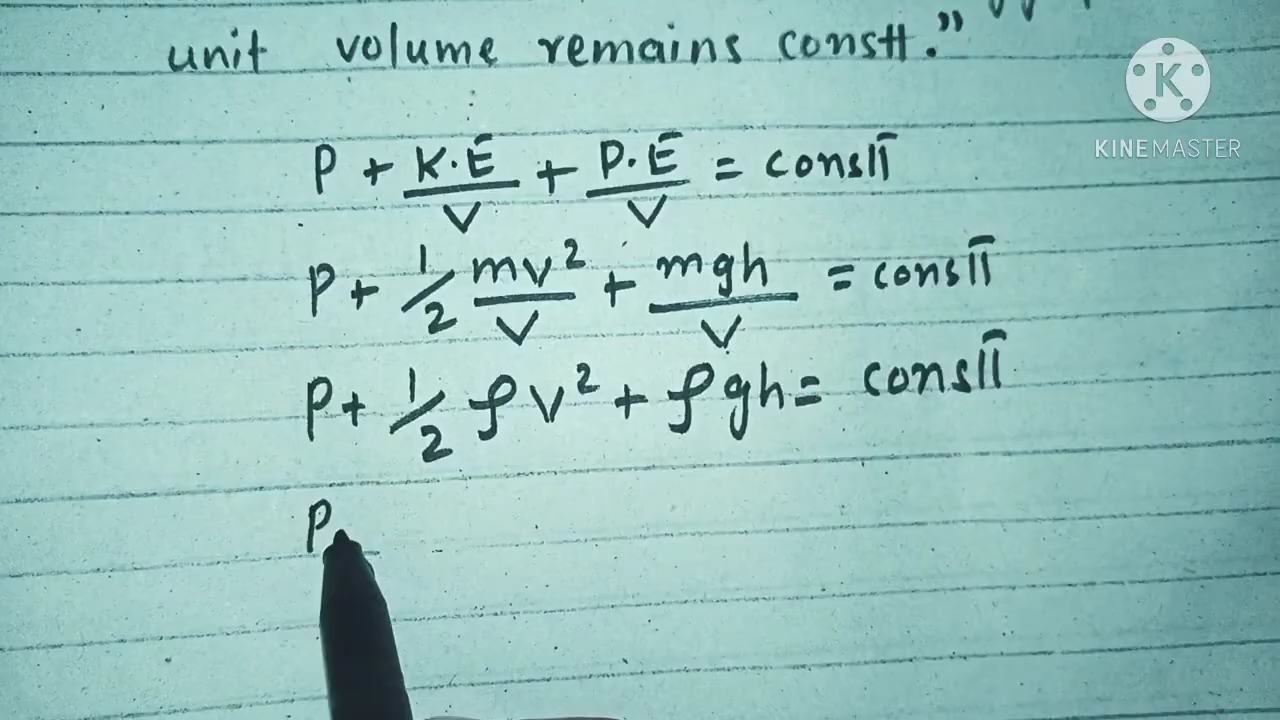 unit volume remains constt.”
K
KINEMASTER
P + K.E/V + P.E/V = constt
P + 1/2 mv²/V + mgh/V = constt
P + 1/2 ρv² + ρgh = constt
P